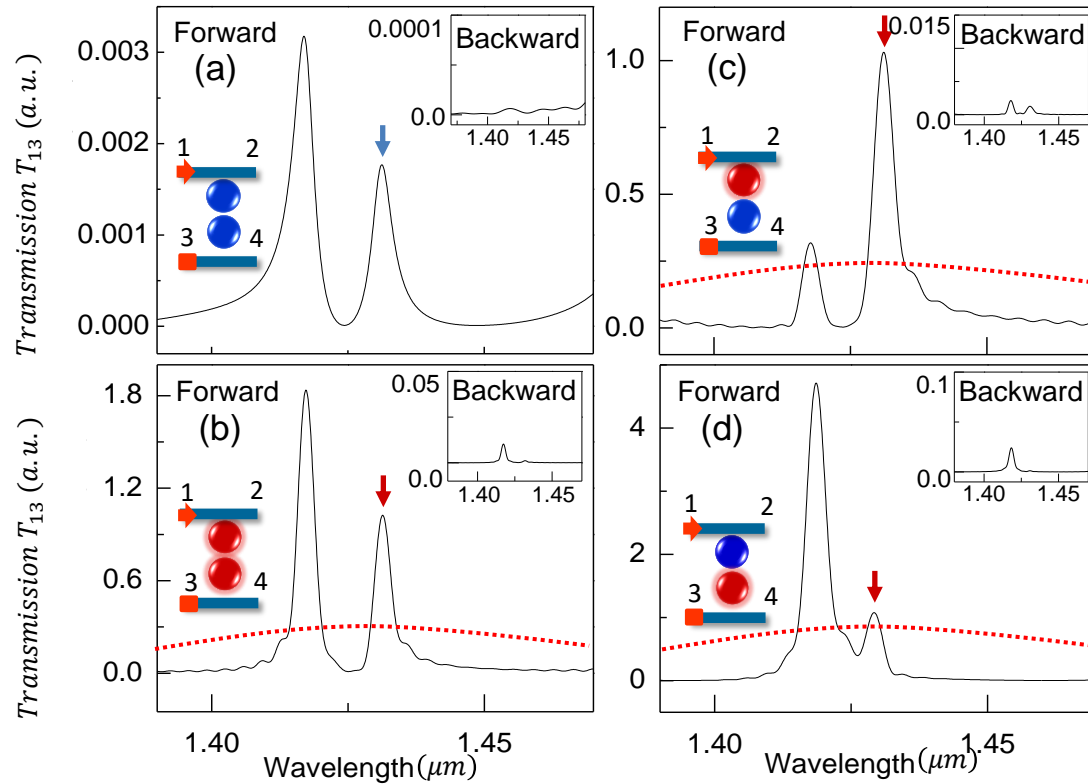 Transmission T₁₃ (a.u.)
0.003
0.002
0.001
0.000
Forward
(a)
0.0001
Backward
0.0
1.40 1.45
1 2
3 4
1.0
0.5
0.0
Forward
(c)
0.015
Backward
0.0
1.40 1.45
1 2
3 4
Transmission T₁₃ (a.u.)
1.8
1.2
0.6
0.0
Forward
(b)
0.05
Backward
0.0
1.40 1.45
1 2
3 4
1.40 1.45
Wavelength(μm)
4
2
0
Forward
(d)
0.1
Backward
0.0
1.40 1.45
1 2
3 4
1.40 1.45
Wavelength(μm)